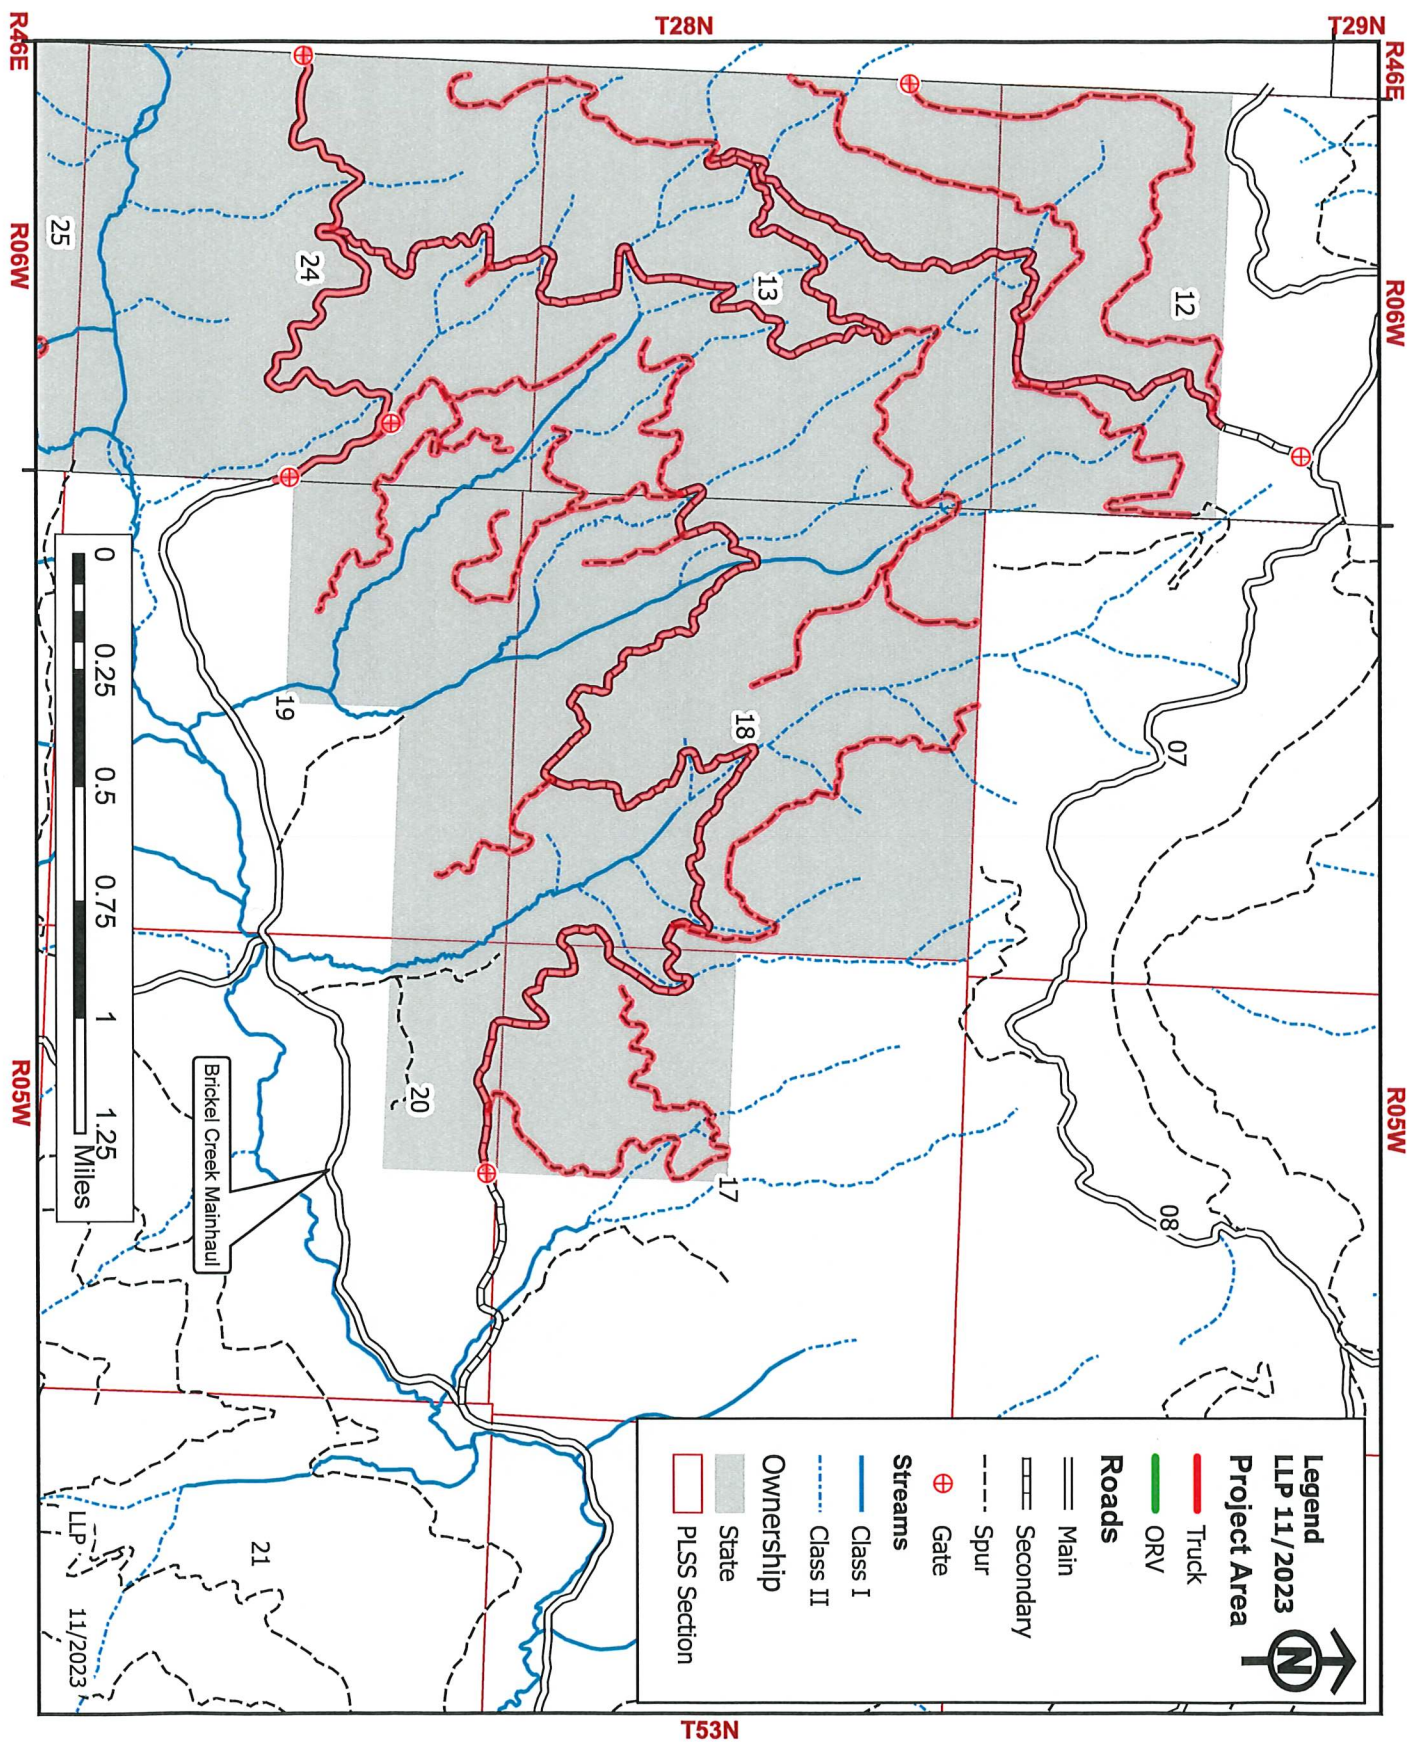 R46E
T28N
T29N
R46E
R06W
R06W
R05W
R05W
T53N
25
24
13
12
19
18
07
20
17
08
21
0 0.25 0.5 0.75 1 1.25
Miles
Brickel Creek Mainhaul
LLP 11/2023
Legend
LLP 11/2023
Project Area
Truck
ORV
Roads
Main
Secondary
Spur
Gate
Streams
Class I
Class II
Ownership
State
PLSS Section
N